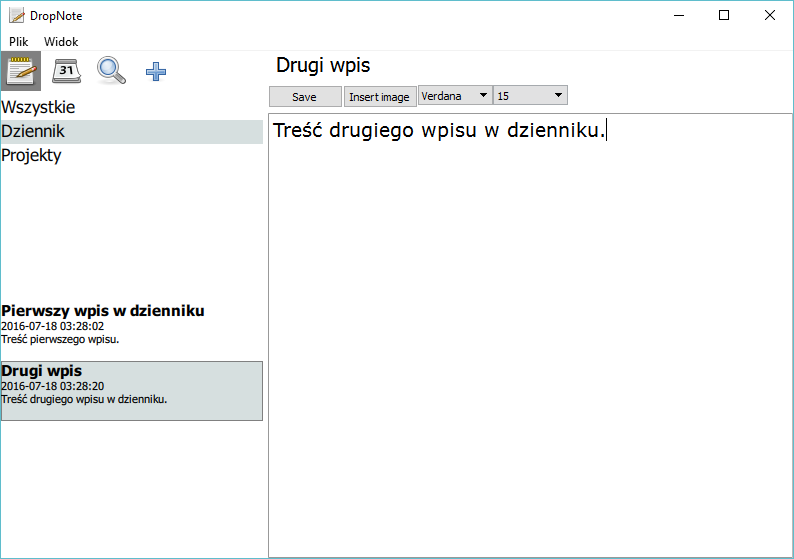 DropNote
Plik Widok
31
Wszystkie
Dziennik
Projekty
Pierwszy wpis w dzienniku
2016-07-18 03:28:02
Treść pierwszego wpisu.
Drugi wpis
2016-07-18 03:28:20
Treść drugiego wpisu w dzienniku.
Drugi wpis
Save Insert image Verdana 15
Treść drugiego wpisu w dzienniku.